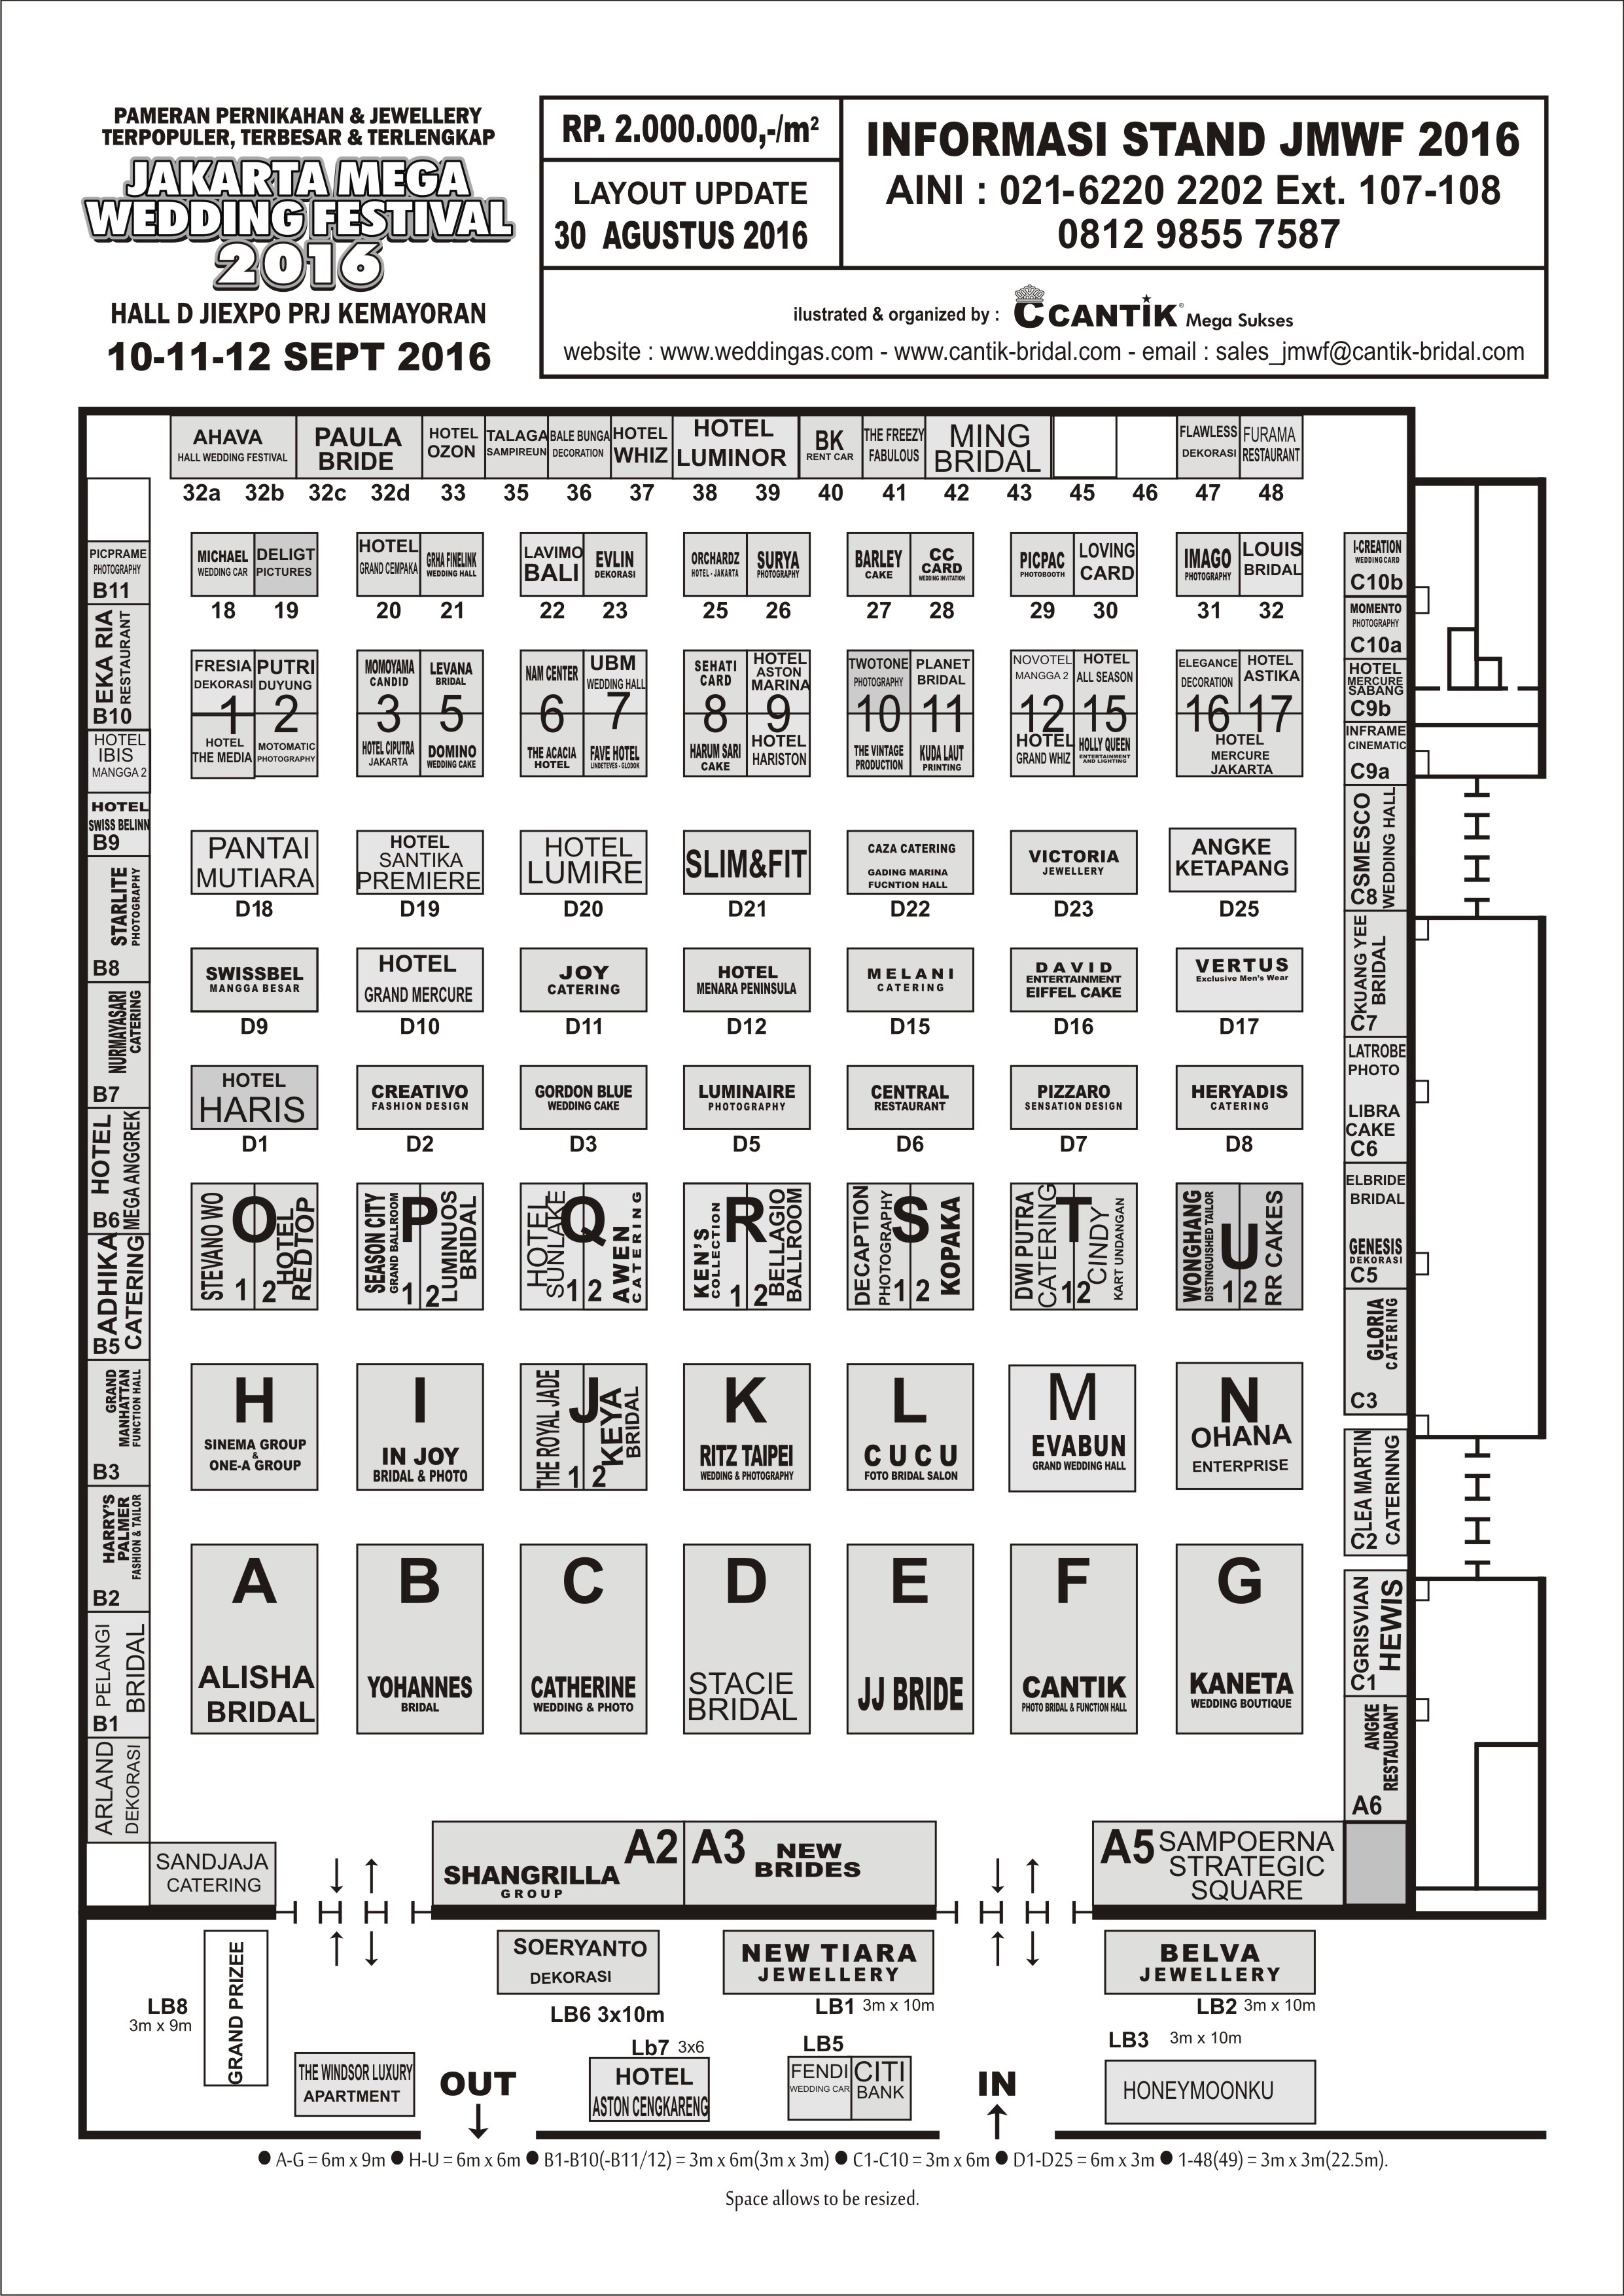 PAMERAN PERNIKAHAN & JEWELLERY
TERPOPULER, TERBESAR & TERLENGKAP
JAKARTA MEGA
WEDDING FESTIVAL
2016
HALL D JIEXPO PRJ KEMAYORAN
10-11-12 SEPT 2016
RP. 2.000.000,-/m²
LAYOUT UPDATE
30 AGUSTUS 2016
INFORMASI STAND JMWF 2016
AINI : 021-6220 2202 Ext. 107-108
0812 9855 7587
ilustrated & organized by : CCANTIK® Mega Sukses
website : www.weddingas.com - www.cantik-bridal.com - email : sales_jmwf@cantik-bridal.com
AHAVA
HALL WEDDING FESTIVAL
PAULA
BRIDE
HOTEL
OZON
TALAGA
SAMPIREUN
BALE BUNGA
DECORATION
HOTEL
WHIZ
HOTEL
LUMINOR
BK
RENT CAR
THE FREEZY
FABULOUS
MING
BRIDAL
FLAWLESS
DEKORASI
FURAMA
RESTAURANT
32a 32b 32c 32d 33 35 36 37 38 39 40 41 42 43 45 46 47 48
MICHAEL
WEDDING CAR
DELIGT
PICTURES
HOTEL
GRAND CEMPAKA
GRHA FINELINK
WEDDING HALL
LAVIMO
BALI
EVLIN
DEKORASI
ORCHARDZ
HOTEL - JAKARTA
SURYA
PHOTOGRAPHY
BARLEY
CAKE
CC
CARD
WEDDING INVITATION
PICPAC
PHOTOBOOTH
LOVING
CARD
IMAGO
PHOTOGRAPHY
LOUIS
BRIDAL
18 19 20 21 22 23 25 26 27 28 29 30 31 32
FRESIA
DEKORASI
PUTRI
DUYUNG
MOMOYAMA
CANDID
LEVANA
BRIDAL
NAM CENTER
UBM
WEDDING HALL
SEHATI
CARD
HOTEL
ASTON
MARINA
TWOTONE
PHOTOGRAPHY
PLANET
BRIDAL
NOVOTEL
MANGGA 2
HOTEL
ALL SEASON
ELEGANCE
DECORATION
HOTEL
ASTIKA
1 2 3 5 6 7 8 9 10 11 12 15 16 17
HOTEL
THE MEDIA
MOTOMATIC
PHOTOGRAPHY
HOTEL CIPUTRA
JAKARTA
DOMINO
WEDDING CAKE
THE ACACIA
HOTEL
FAVE HOTEL
LINDETEVES - GLODOK
HARUM SARI
CAKE
HOTEL
HARISTON
THE VINTAGE
PRODUCTION
KUDA LAUT
PRINTING
HOTEL
GRAND WHIZ
HOLLY QUEEN
ENTERTAINMENT
AND LIGHTING
HOTEL
MERCURE
JAKARTA
PANTAI
MUTIARA
HOTEL
SANTIKA
PREMIERE
HOTEL
LUMIRE
SLIM&FIT
CAZA CATERING
GADING MARINA
FUCNTION HALL
VICTORIA
JEWELLERY
ANGKE
KETAPANG
D18 D19 D20 D21 D22 D23 D25
SWISSBEL
MANGGA BESAR
HOTEL
GRAND MERCURE
JOY
CATERING
HOTEL
MENARA PENINSULA
MELANI
CATERING
DAVID
ENTERTAINMENT
EIFFEL CAKE
VERTUS
Exclusive Men's Wear
D9 D10 D11 D12 D15 D16 D17
HOTEL
HARIS
CREATIVO
FASHION DESIGN
GORDON BLUE
WEDDING CAKE
LUMINAIRE
PHOTOGRAPHY
CENTRAL
RESTAURANT
PIZZARO
SENSATION DESIGN
HERYADIS
CATERING
D1 D2 D3 D5 D6 D7 D8
STEVANO WO
O
1 2
HOTEL
REDTOP
SEASON CITY
GRAND BALLROOM
P
1 2
LUMINUOS
BRIDAL
HOTEL
SUNLAKE
Q
1 2
AWEN
CATERING
KEN'S
COLLECTION
R
1 2
BELLAGIO
BALLROOM
DECAPTION
PHOTOGRAPHY
S
1 2
KOPAKA
DWI PUTRA
CATERING
T
1 2
CINDY
KART UNDANGAN
WONGHANG
DISTINGUISHED TAILOR
U
1 2
RR CAKES
H
SINEMA GROUP
&
ONE-A GROUP
I
IN JOY
BRIDAL & PHOTO
THE ROYAL JADE
J
1 2
KEYA
BRIDAL
K
RITZ TAIPEI
WEDDING & PHOTOGRAPHY
L
CUCU
FOTO BRIDAL SALON
M
EVABUN
GRAND WEDDING HALL
N
OHANA
ENTERPRISE
A
ALISHA
BRIDAL
B
YOHANNES
BRIDAL
C
CATHERINE
WEDDING & PHOTO
D
STACIE
BRIDAL
E
JJ BRIDE
F
CANTIK
PHOTO BRIDAL & FUNCTION HALL
G
KANETA
WEDDING BOUTIQUE
PICPRAME
PHOTOGRAPHY
B11
EKA RIA
RESTAURANT
B10
HOTEL
IBIS
MANGGA 2
HOTEL
SWISS BELINN
B9
STARLITE
PHOTOGRAPHY
B8
NURMAYASARI
CATERING
B7
HOTEL
MEGA ANGGREK
B6
ADHIKA
CATERING
B5
GRAND
MANHATTAN
FUNCTION HALL
B3
HARRY'S
PALMER
FASHION & TAILOR
B2
PELANGI
BRIDAL
B1
ARLAND
DEKORASI
I-CREATION
WEDDING CARD
C10b
MOMENTO
PHOTOGRAPHY
C10a
HOTEL
MERCURE
SABANG
C9b
INFRAME
CINEMATIC
C9a
SMESCO
WEDDING HALL
C8
KUANG YEE
BRIDAL
C7
LATROBE
PHOTO
LIBRA
CAKE
C6
ELBRIDE
BRIDAL
GENESIS
DEKORASI
C5
GLORIA
CATERING
C3
LEA MARTIN
CATERINNG
C2
GRISVIAN
HEWIS
C1
ANGKE
RESTAURANT
A6
SANDJAJA
CATERING
A2
SHANGRILLA
GROUP
A3
NEW
BRIDES
A5
SAMPOERNA
STRATEGIC
SQUARE
LB8
3m x 9m
GRAND PRIZEE
SOERYANTO
DEKORASI
LB6 3x10m
NEW TIARA
JEWELLERY
LB1 3m x 10m
BELVA
JEWELLERY
LB2 3m x 10m
THE WINDSOR LUXURY
APARTMENT
OUT
Lb7 3x6
HOTEL
ASTON CENGKARENG
LB5
FENDI
WEDDING CAR
CITI
BANK
IN
LB3 3m x 10m
HONEYMOONKU
● A-G = 6m x 9m ● H-U = 6m x 6m ● B1-B10(-B11/12) = 3m x 6m(3m x 3m) ● C1-C10 = 3m x 6m ● D1-D25 = 6m x 3m ● 1-48(49) = 3m x 3m(22.5m).
Space allows to be resized.